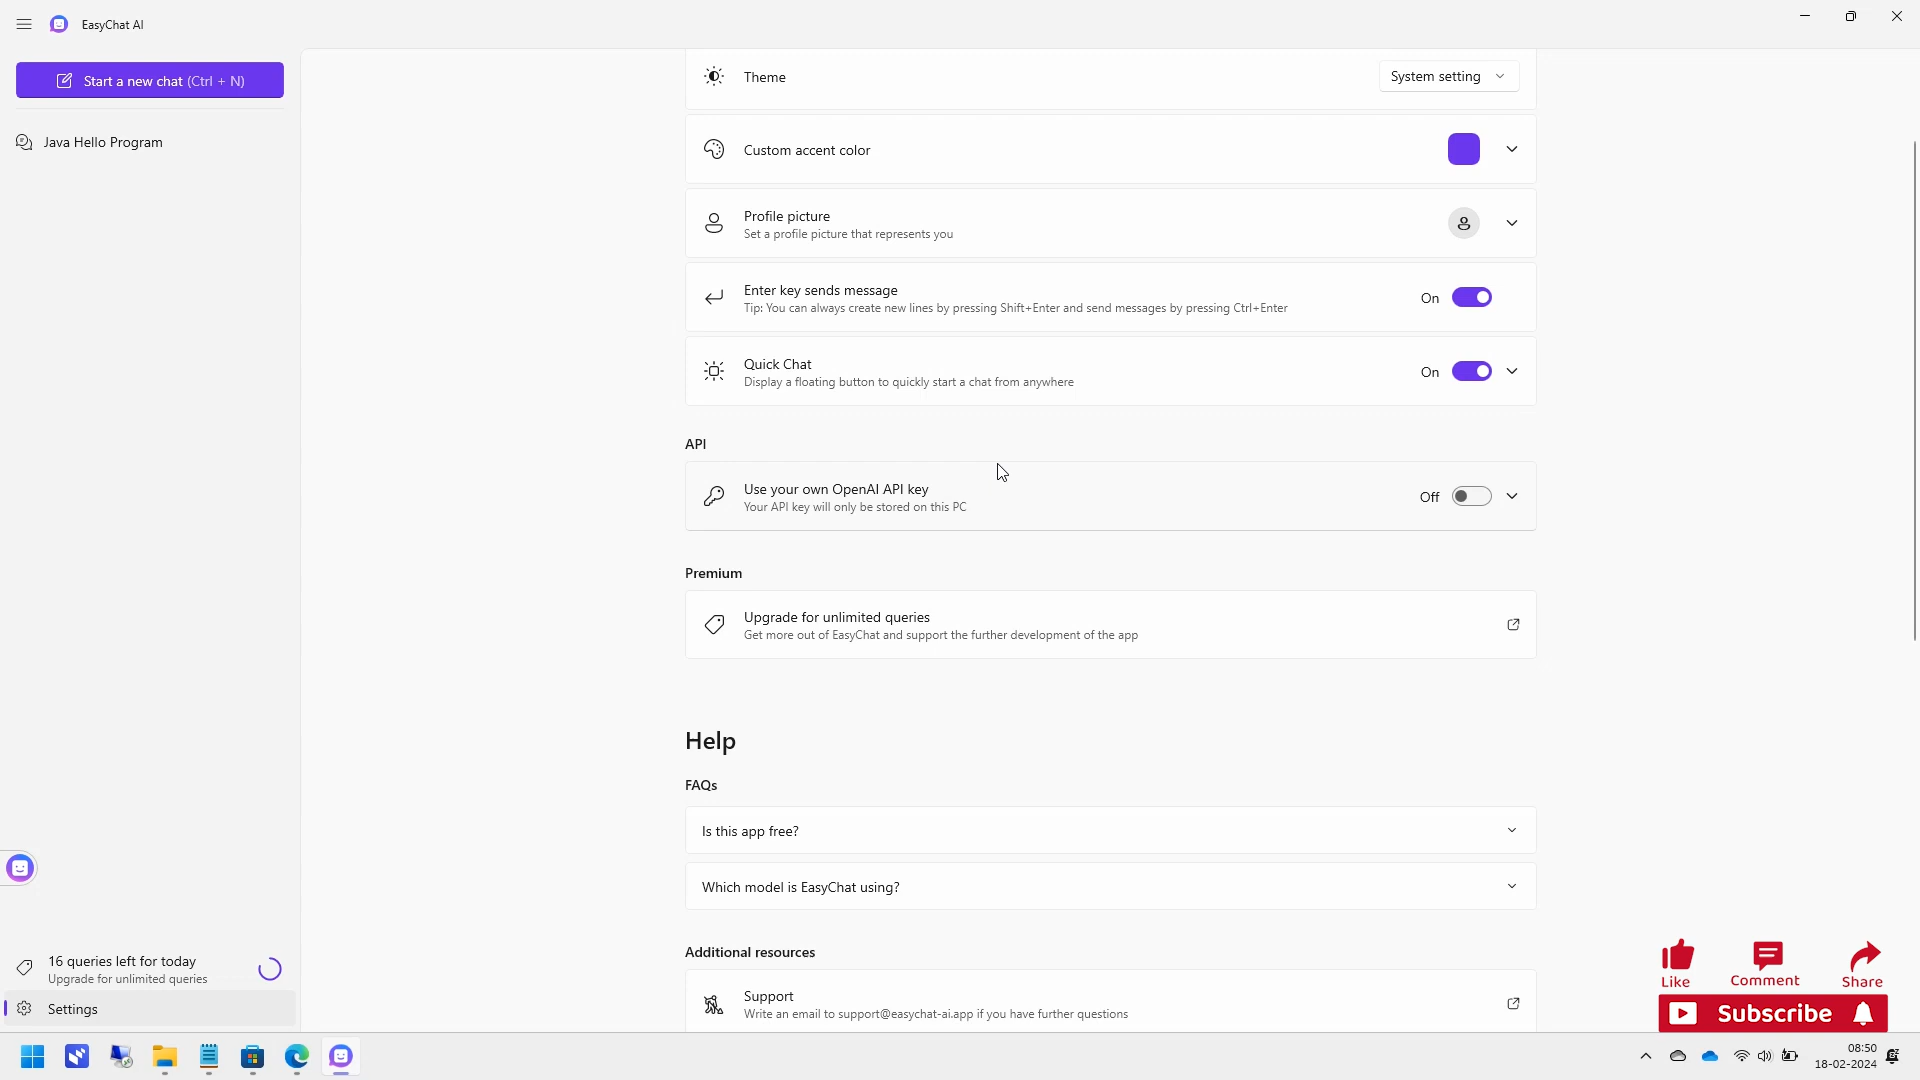 EasyChat AI
Start a new chat (Ctrl + N)
Java Hello Program
Theme
System setting
Custom accent color
Profile picture
Set a profile picture that represents you
Enter key sends message
Tip: You can always create new lines by pressing Shift+Enter and send messages by pressing Ctrl+Enter
On
Quick Chat
Display a floating button to quickly start a chat from anywhere
On
API
Use your own OpenAI API key
Your API key will only be stored on this PC
Off
Premium
Upgrade for unlimited queries
Get more out of EasyChat and support the further development of the app
Help
FAQs
Is this app free?
Which model is EasyChat using?
Additional resources
Support
Write an email to support@easychat-ai.app if you have further questions
16 queries left for today
Upgrade for unlimited queries
Settings
Like
Comment
Share
Subscribe
08:50
18-02-2024